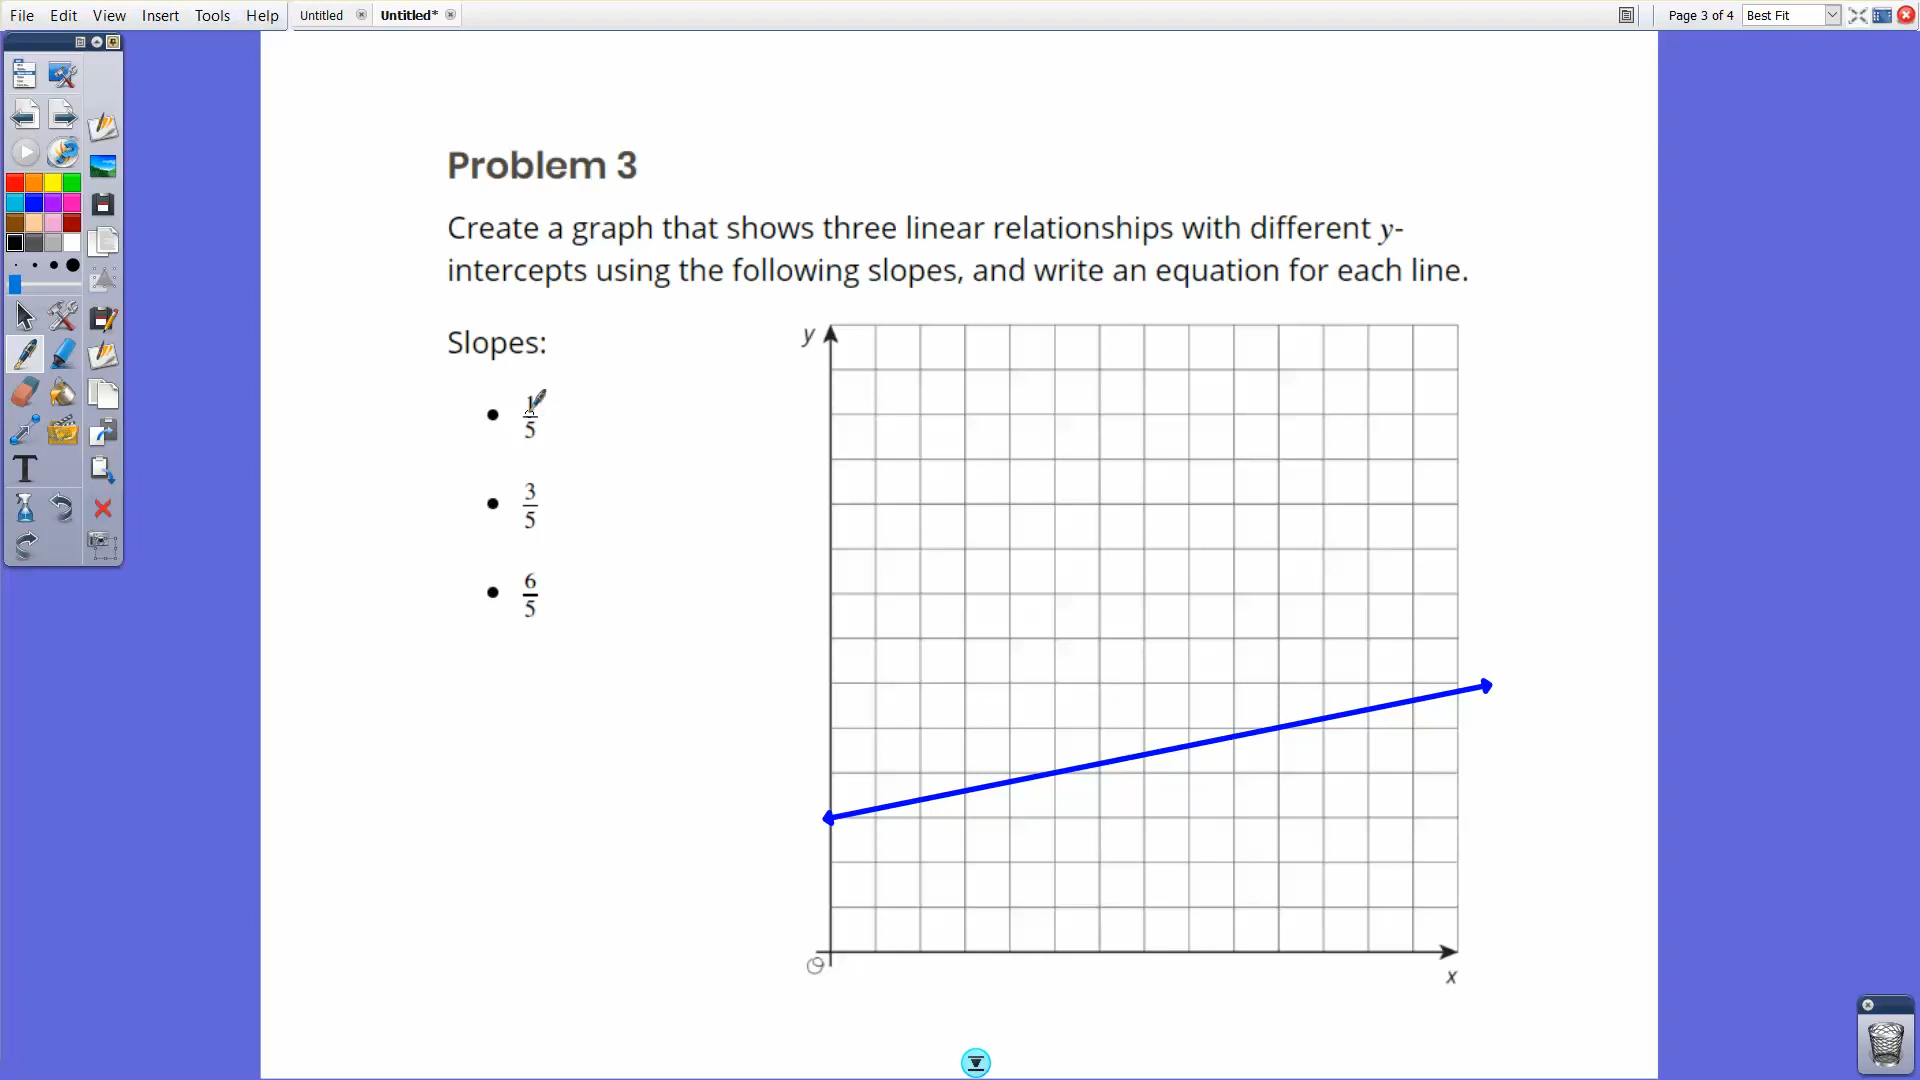 File Edit View Insert Tools Help
Untitled
Untitled*
Page 3 of 4
Best Fit
Problem 3
Create a graph that shows three linear relationships with different y-
intercepts using the following slopes, and write an equation for each line.
Slopes:
• 1/5
• 3/5
• 6/5
y
O
x
T